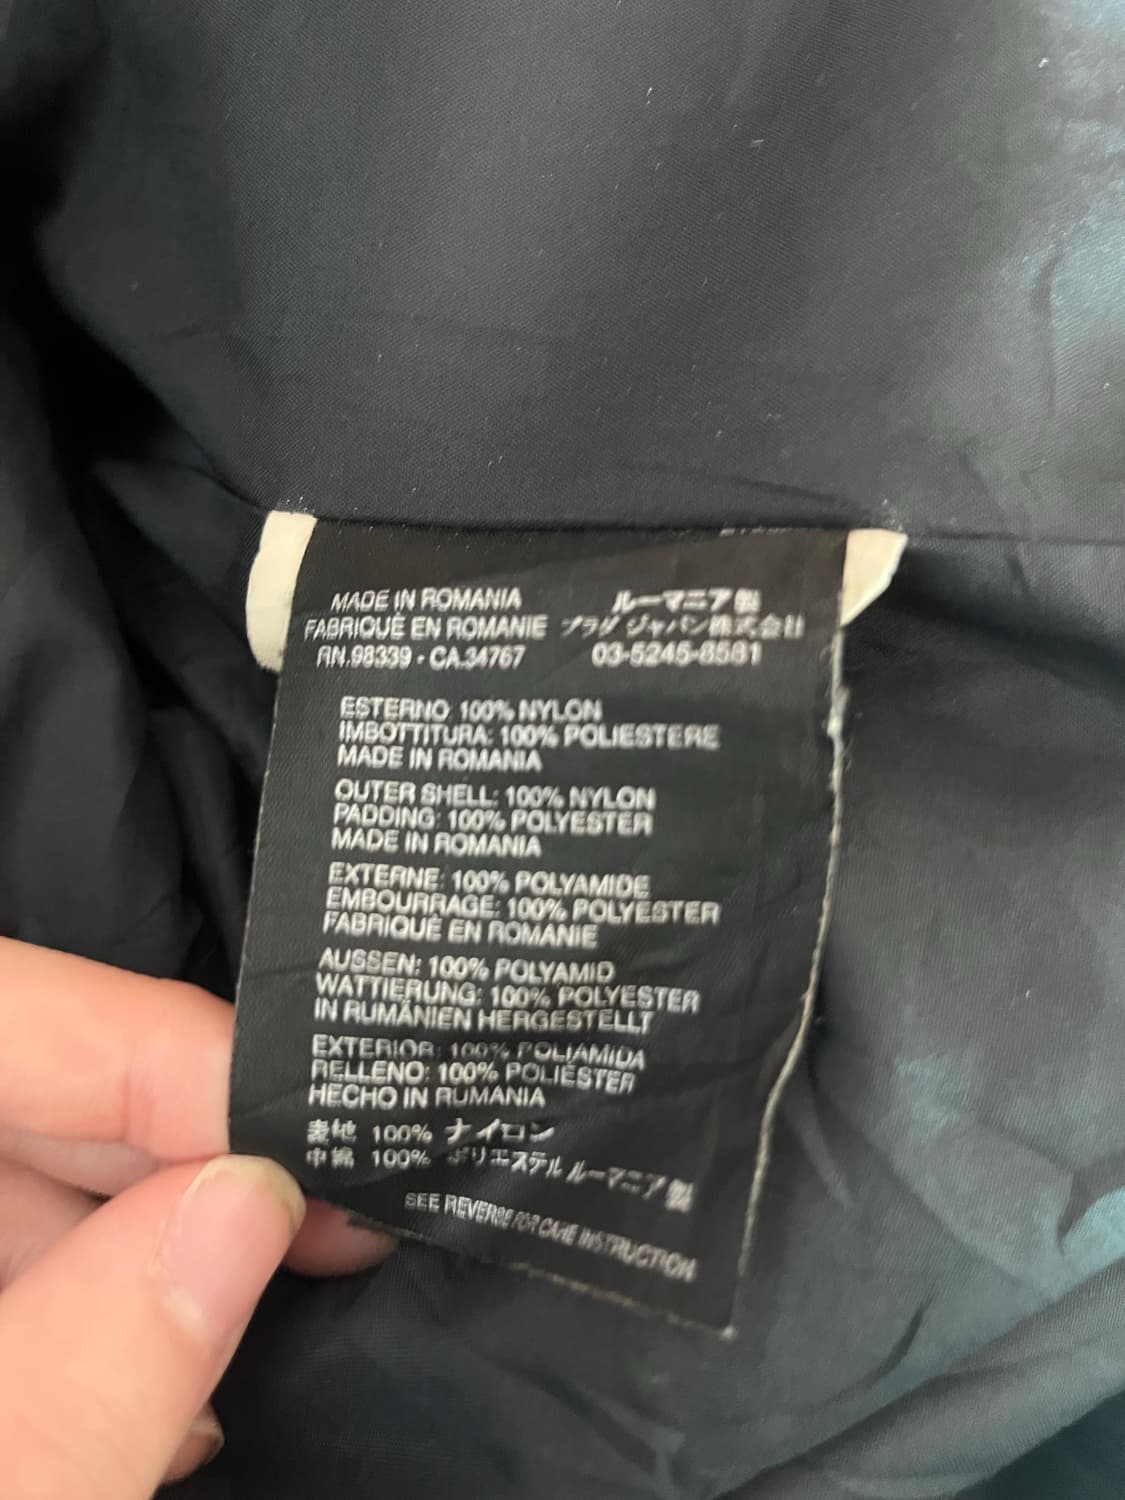 MADE IN ROMANIA
FABRIQUÉ EN ROMANIE
RN.98339 - CA.34767
ルーマニア製
プラダ ジャパン株式会社
03-5245-8581
ESTERNO: 100% NYLON
IMBOTTITURA: 100% POLIESTERE
MADE IN ROMANIA
OUTER SHELL: 100% NYLON
PADDING: 100% POLYESTER
MADE IN ROMANIA
EXTERNE: 100% POLYAMIDE
EMBOURRAGE: 100% POLYESTER
FABRIQUÉ EN ROMANIE
AUSSEN: 100% POLYAMID
WATTIERUNG: 100% POLYESTER
IN RUMÄNIEN HERGESTELLT
EXTERIOR: 100% POLIAMIDA
RELLENO: 100% POLIÉSTER
HECHO IN RUMANIA
表地 100% ナイロン
中綿 100% ポリエステル ルーマニア製
SEE REVERSE FOR CARE INSTRUCTION